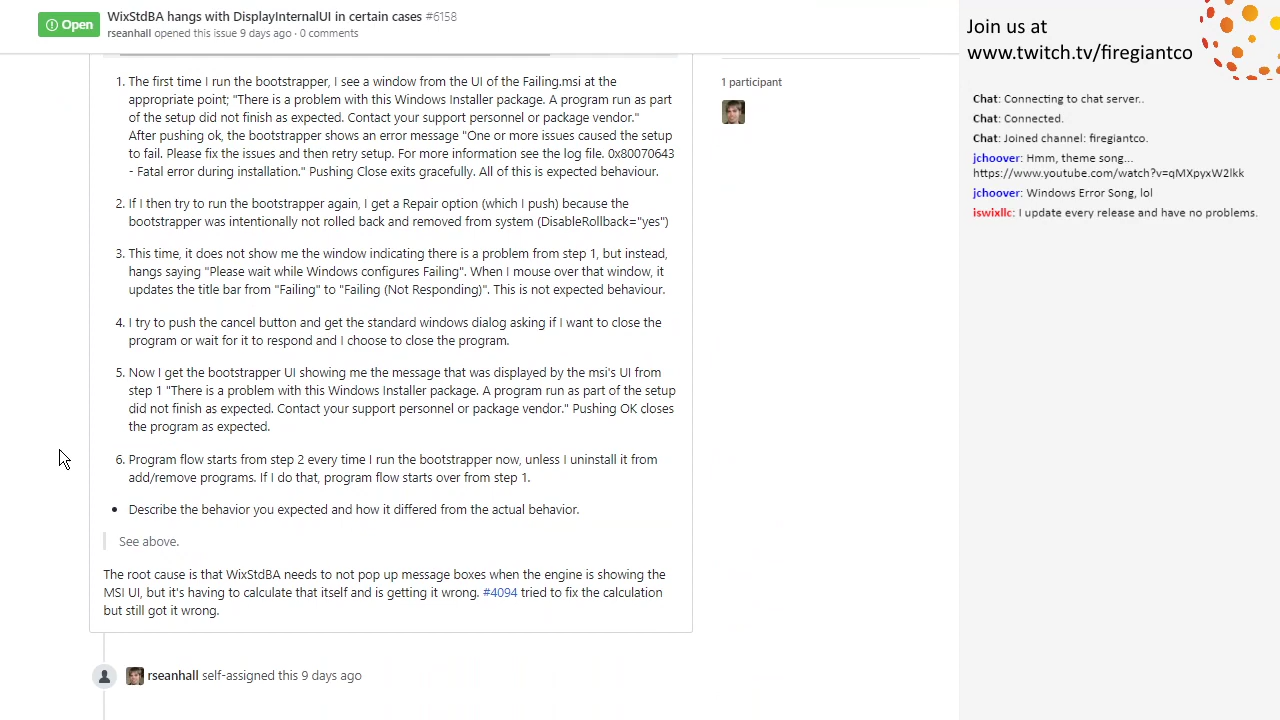 Open
WixStdBA hangs with DisplayInternalUI in certain cases #6158
rseanhall opened this issue 9 days ago · 0 comments
1. The first time I run the bootstrapper, I see a window from the UI of the Failing.msi at the
appropriate point; "There is a problem with this Windows Installer package. A program run as part
of the setup did not finish as expected. Contact your support personnel or package vendor."
After pushing ok, the bootstrapper shows an error message "One or more issues caused the setup
to fail. Please fix the issues and then retry setup. For more information see the log file. 0x80070643
- Fatal error during installation." Pushing Close exits gracefully. All of this is expected behaviour.
2. If I then try to run the bootstrapper again, I get a Repair option (which I push) because the
bootstrapper was intentionally not rolled back and removed from system (DisableRollback="yes")
3. This time, it does not show me the window indicating there is a problem from step 1, but instead,
hangs saying "Please wait while Windows configures Failing". When I mouse over that window, it
updates the title bar from "Failing" to "Failing (Not Responding)". This is not expected behaviour.
4. I try to push the cancel button and get the standard windows dialog asking if I want to close the
program or wait for it to respond and I choose to close the program.
5. Now I get the bootstrapper UI showing me the message that was displayed by the msi's UI from
step 1 "There is a problem with this Windows Installer package. A program run as part of the setup
did not finish as expected. Contact your support personnel or package vendor." Pushing OK closes
the program as expected.
6. Program flow starts from step 2 every time I run the bootstrapper now, unless I uninstall it from
add/remove programs. If I do that, program flow starts over from step 1.
• Describe the behavior you expected and how it differed from the actual behavior.
See above.
The root cause is that WixStdBA needs to not pop up message boxes when the engine is showing the
MSI UI, but it's having to calculate that itself and is getting it wrong. #4094 tried to fix the calculation
but still got it wrong.
rseanhall self-assigned this 9 days ago
1 participant
Join us at
www.twitch.tv/firegiantco
Chat: Connecting to chat server..
Chat: Connected.
Chat: Joined channel: firegiantco.
jchoover: Hmm, theme song...
https://www.youtube.com/watch?v=qMXpyxW2lkk
jchoover: Windows Error Song, lol
iswixllc: I update every release and have no problems.